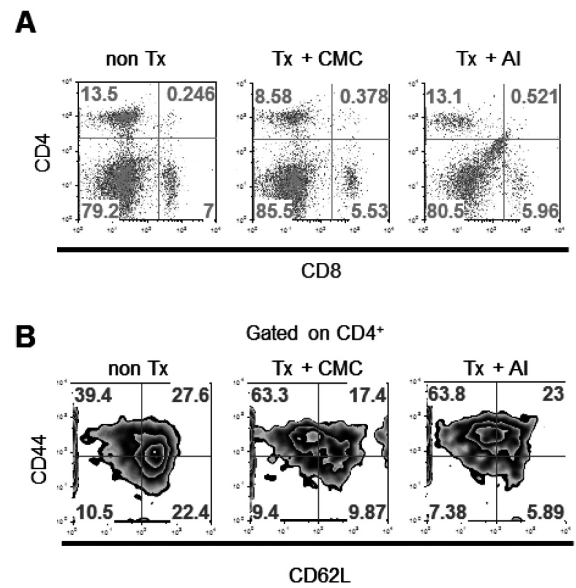 A
non Tx Tx + CMC Tx + AI
13.5 0.246 8.58 0.378 13.1 0.521
CD4
79.2 7 85.5 5.53 80.5 5.96
CD8
B
Gated on CD4⁺
non Tx Tx + CMC Tx + AI
39.4 27.6 63.3 17.4 63.8 23
CD44
10.5 22.4 9.4 9.87 7.38 5.89
CD62L